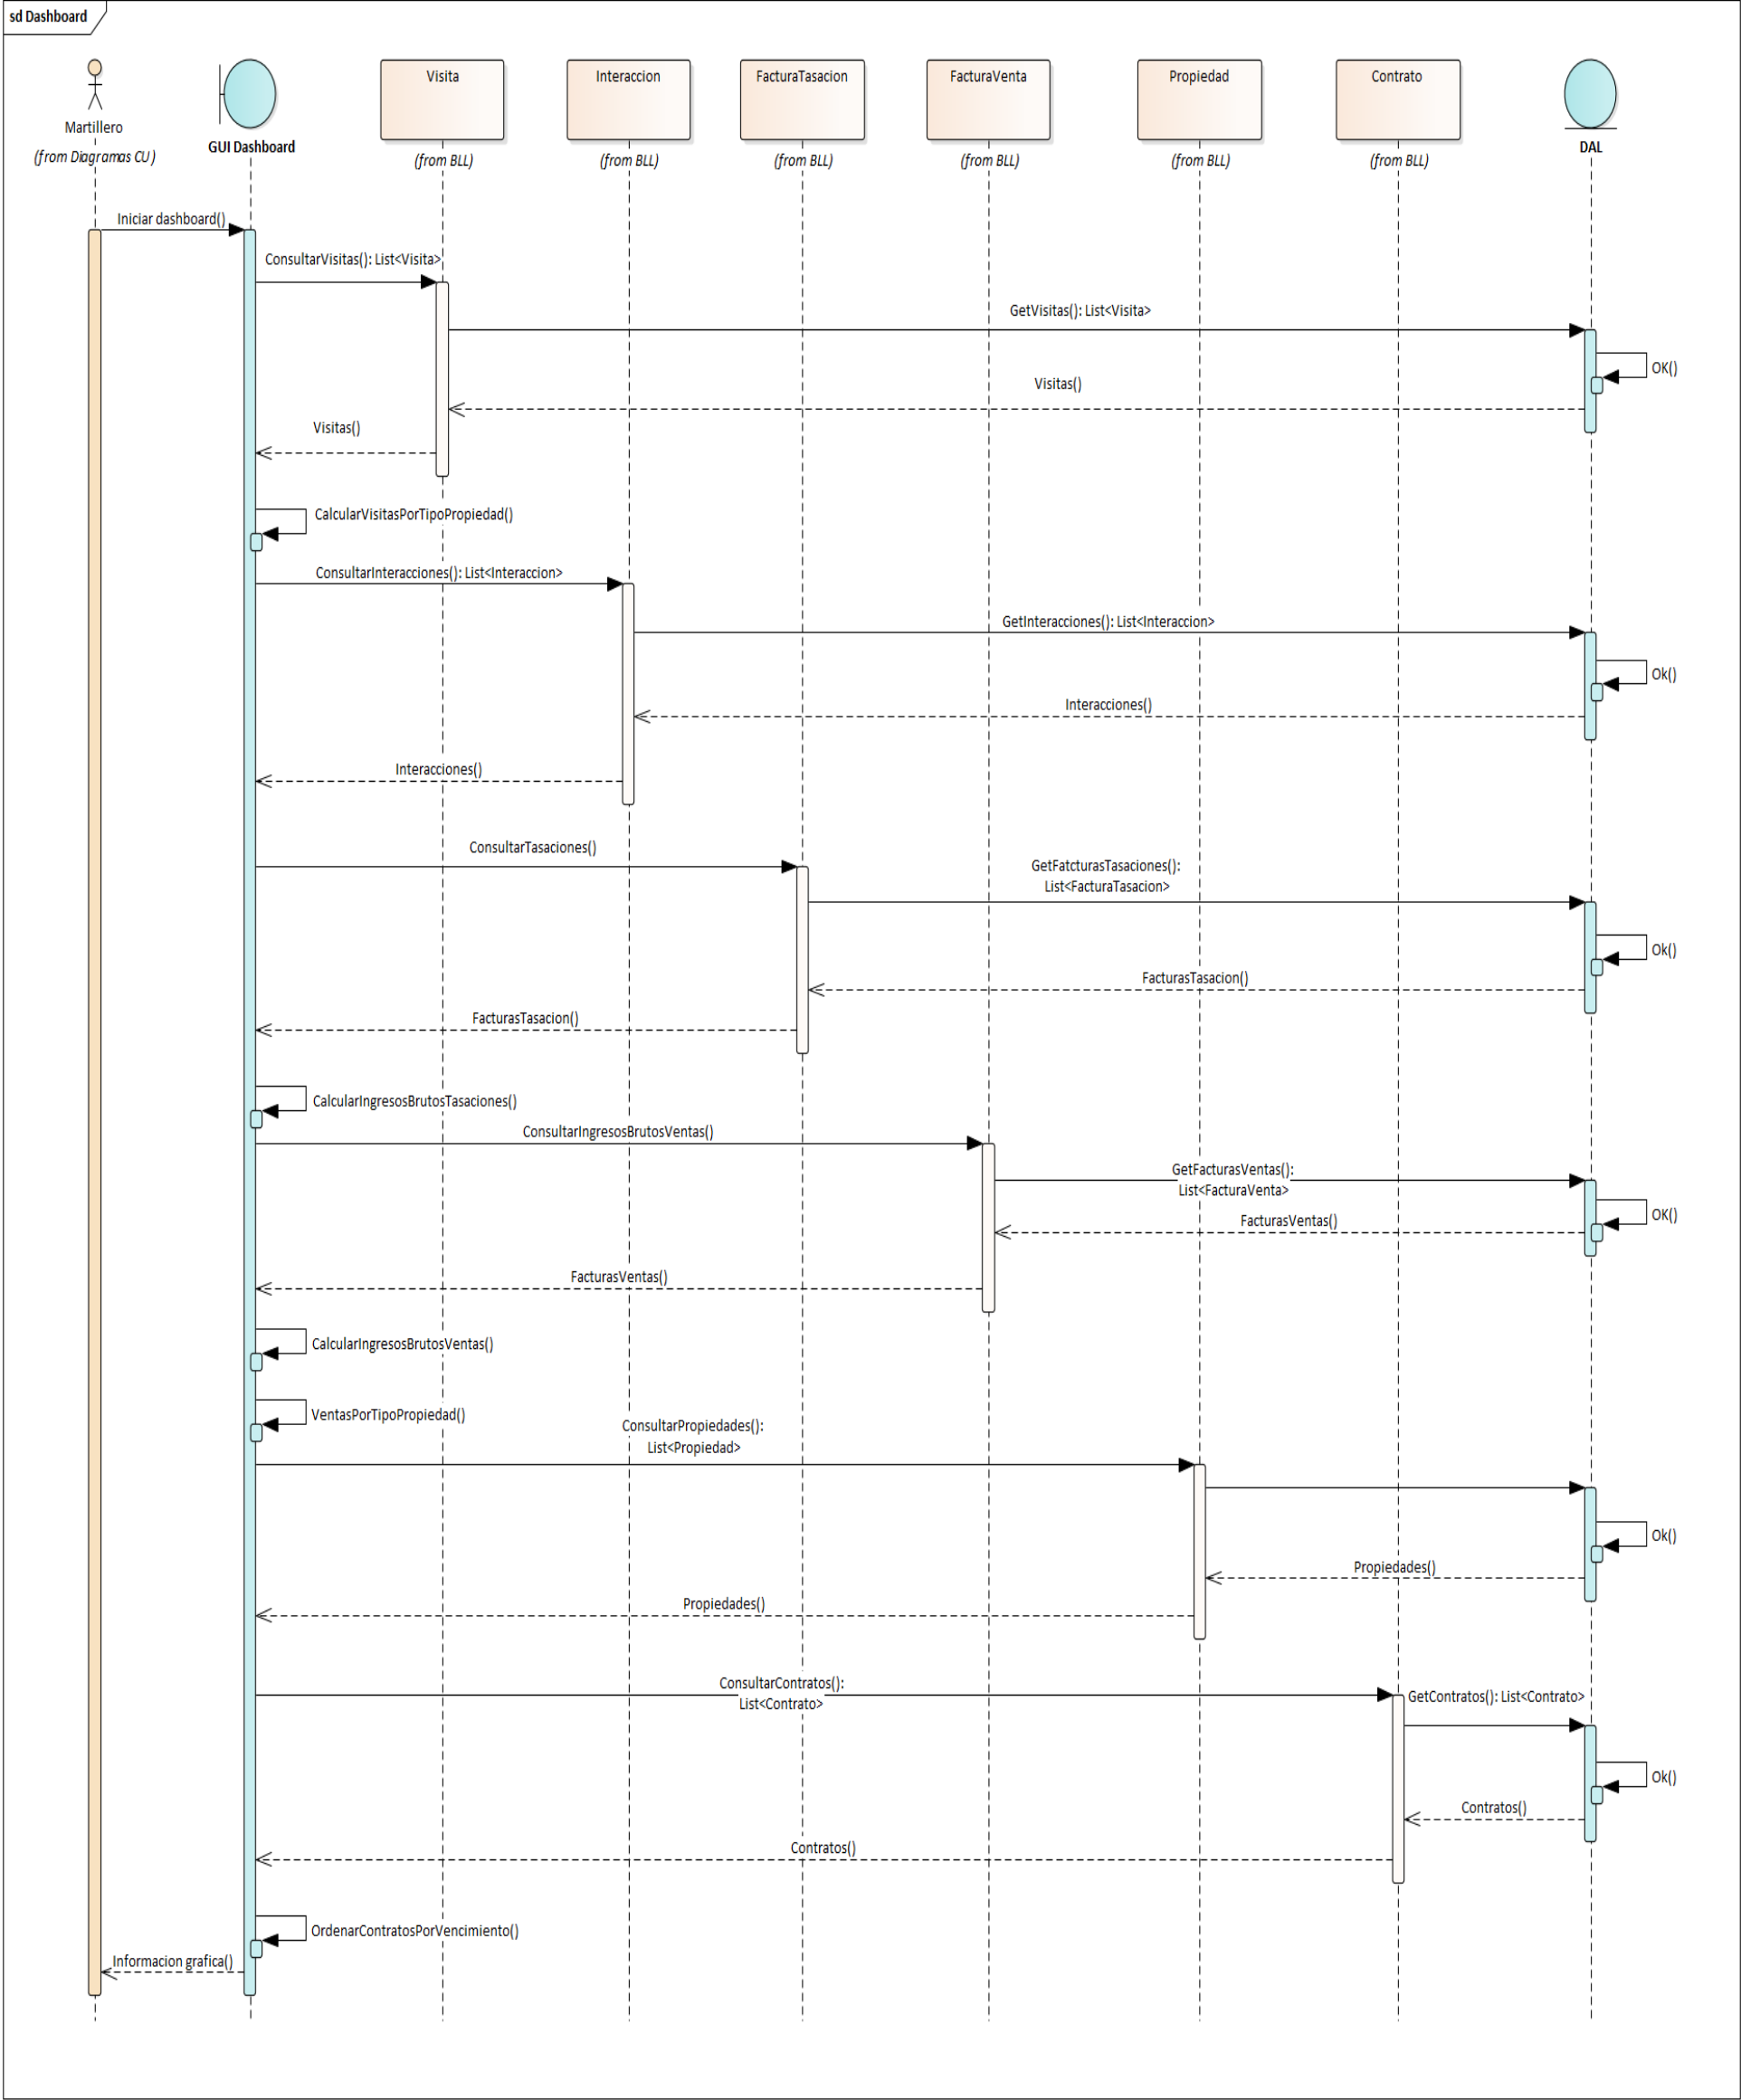 sd Dashboard
Martillero
(from Diagramas CU)
GUI Dashboard
Visita
(from BLL)
Interaccion
(from BLL)
FacturaTasacion
(from BLL)
FacturaVenta
(from BLL)
Propiedad
(from BLL)
Contrato
(from BLL)
DAL
Iniciar dashboard()
ConsultarVisitas(): List<Visita>
GetVisitas(): List<Visita>
OK()
Visitas()
Visitas()
CalcularVisitasPorTipoPropiedad()
ConsultarInteracciones(): List<Interaccion>
GetInteracciones(): List<Interaccion>
Ok()
Interacciones()
Interacciones()
ConsultarTasaciones()
GetFatcturasTasaciones():
List<FacturaTasacion>
Ok()
FacturasTasacion()
FacturasTasacion()
CalcularIngresosBrutosTasaciones()
ConsultarIngresosBrutosVentas()
GetFacturasVentas():
List<FacturaVenta>
OK()
FacturasVentas()
FacturasVentas()
CalcularIngresosBrutosVentas()
VentasPorTipoPropiedad()
ConsultarPropiedades():
List<Propiedad>
Ok()
Propiedades()
Propiedades()
ConsultarContratos():
List<Contrato>
GetContratos(): List<Contrato>
Ok()
Contratos()
Contratos()
OrdenarContratosPorVencimiento()
Informacion grafica()